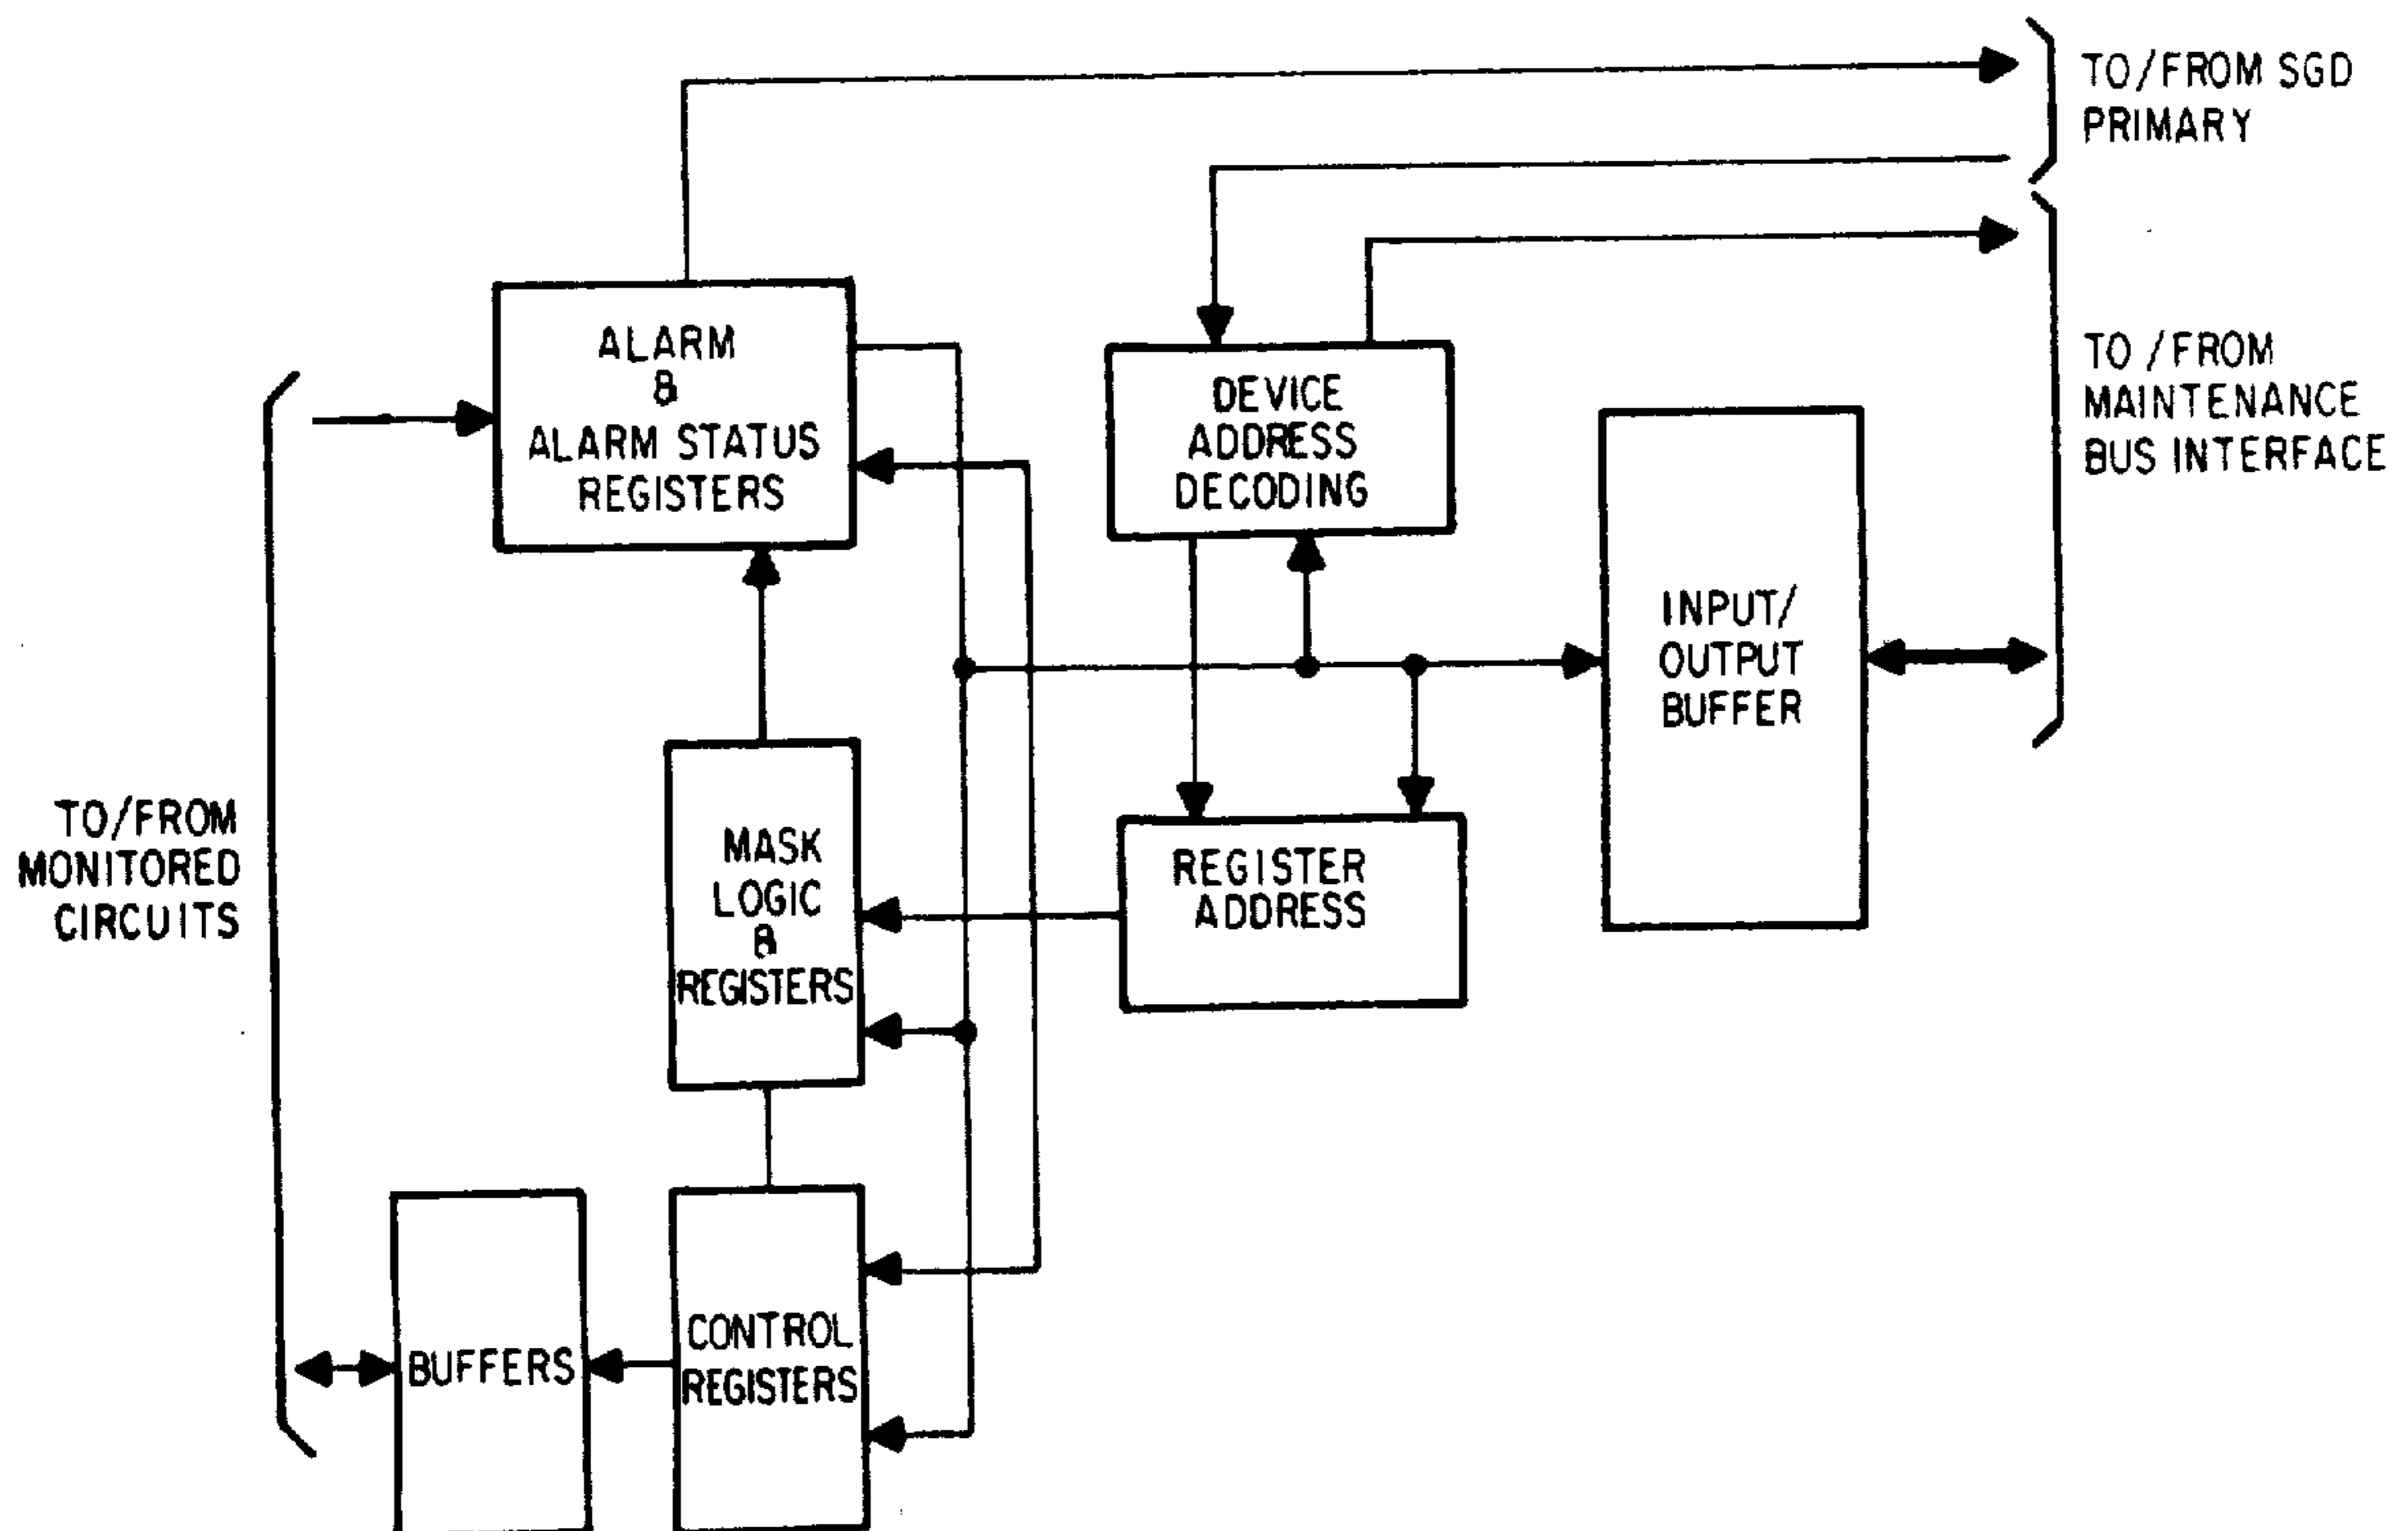 TO/FROM SGD
PRIMARY
ALARM
&
ALARM STATUS
REGISTERS
DEVICE
ADDRESS
DECODING
TO /FROM
MAINTENANCE
BUS INTERFACE
INPUT/
OUTPUT
BUFFER
TO/FROM
MONITORED
CIRCUITS
MASK
LOGIC
&
REGISTERS
REGISTER
ADDRESS
BUFFERS
CONTROL
REGISTERS